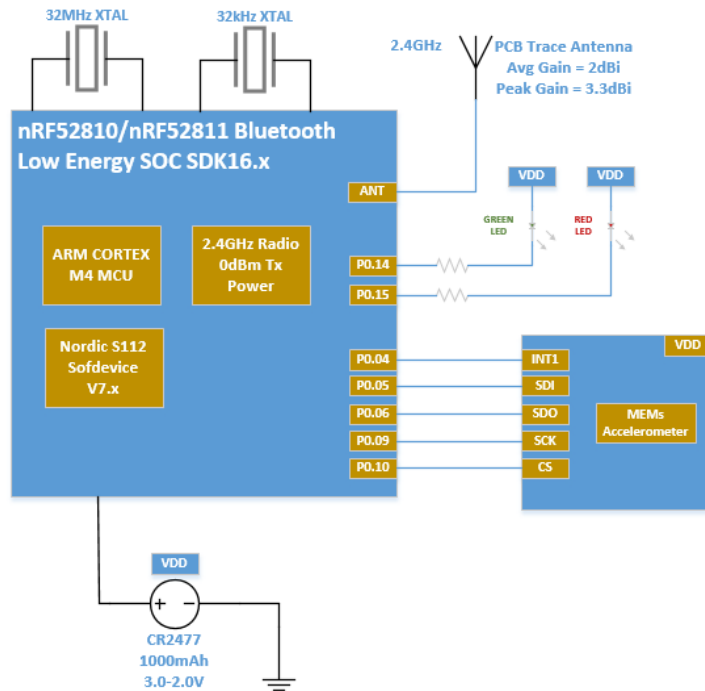 32MHz XTAL
32kHz XTAL
2.4GHz
PCB Trace Antenna
Avg Gain = 2dBi
Peak Gain = 3.3dBi
nRF52810/nRF52811 Bluetooth
Low Energy SOC SDK16.x
ANT
VDD
VDD
GREEN
LED
RED
LED
ARM CORTEX
M4 MCU
2.4GHz Radio
0dBm Tx
Power
P0.14
P0.15
Nordic S112
Sofdevice
V7.x
VDD
P0.04
INT1
P0.05
SDI
P0.06
SDO
P0.09
SCK
P0.10
CS
MEMs
Accelerometer
VDD
+
−
CR2477
1000mAh
3.0-2.0V